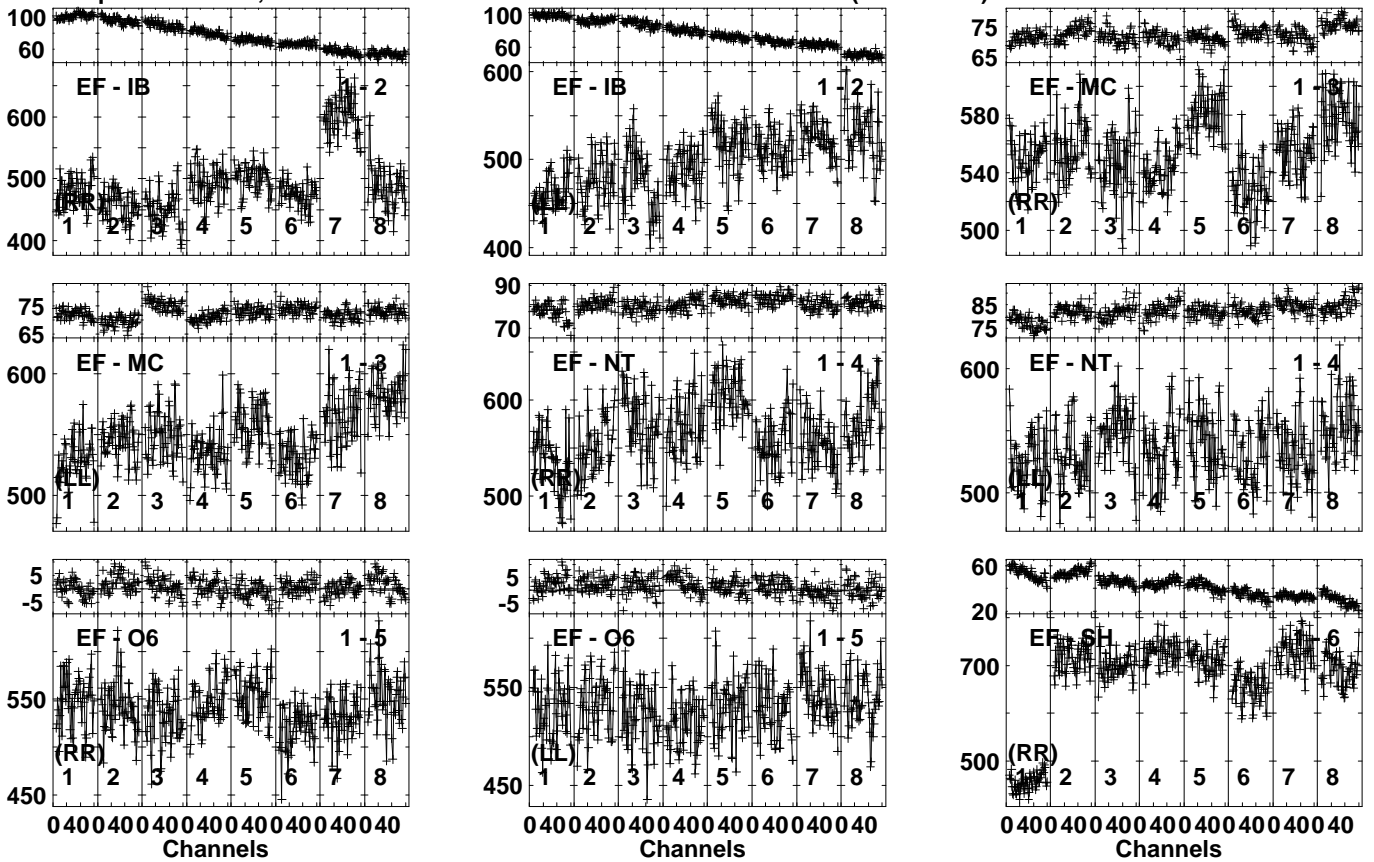 100
60
EF - IB 1 - 2
600
500
400
(RR)
1 2 3 4 5 6 7 8
100
60
EF - IB 1 - 2
600
500
400
(LL)
1 2 3 4 5 6 7 8
75
65
EF - MC 1 - 3
580
540
500
(RR)
1 2 3 4 5 6 7 8
75
65
EF - MC 1 - 3
600
500
(LL)
1 2 3 4 5 6 7 8
90
70
EF - NT 1 - 4
600
500
(RR)
1 2 3 4 5 6 7 8
85
75
EF - NT 1 - 4
600
500
(LL)
1 2 3 4 5 6 7 8
5
-5
EF - O6 1 - 5
550
450
(RR)
1 2 3 4 5 6 7 8
0 40 0 40 0 40 0 40 0 40 0 40 0 40 0 40
Channels
5
-5
EF - O6 1 - 5
550
450
(LL)
1 2 3 4 5 6 7 8
0 40 0 40 0 40 0 40 0 40 0 40 0 40 0 40
Channels
60
20
EF - SH 1 - 6
700
500
(RR)
1 2 3 4 5 6 7 8
0 40 0 40 0 40 0 40 0 40 0 40 0 40 0 40
Channels